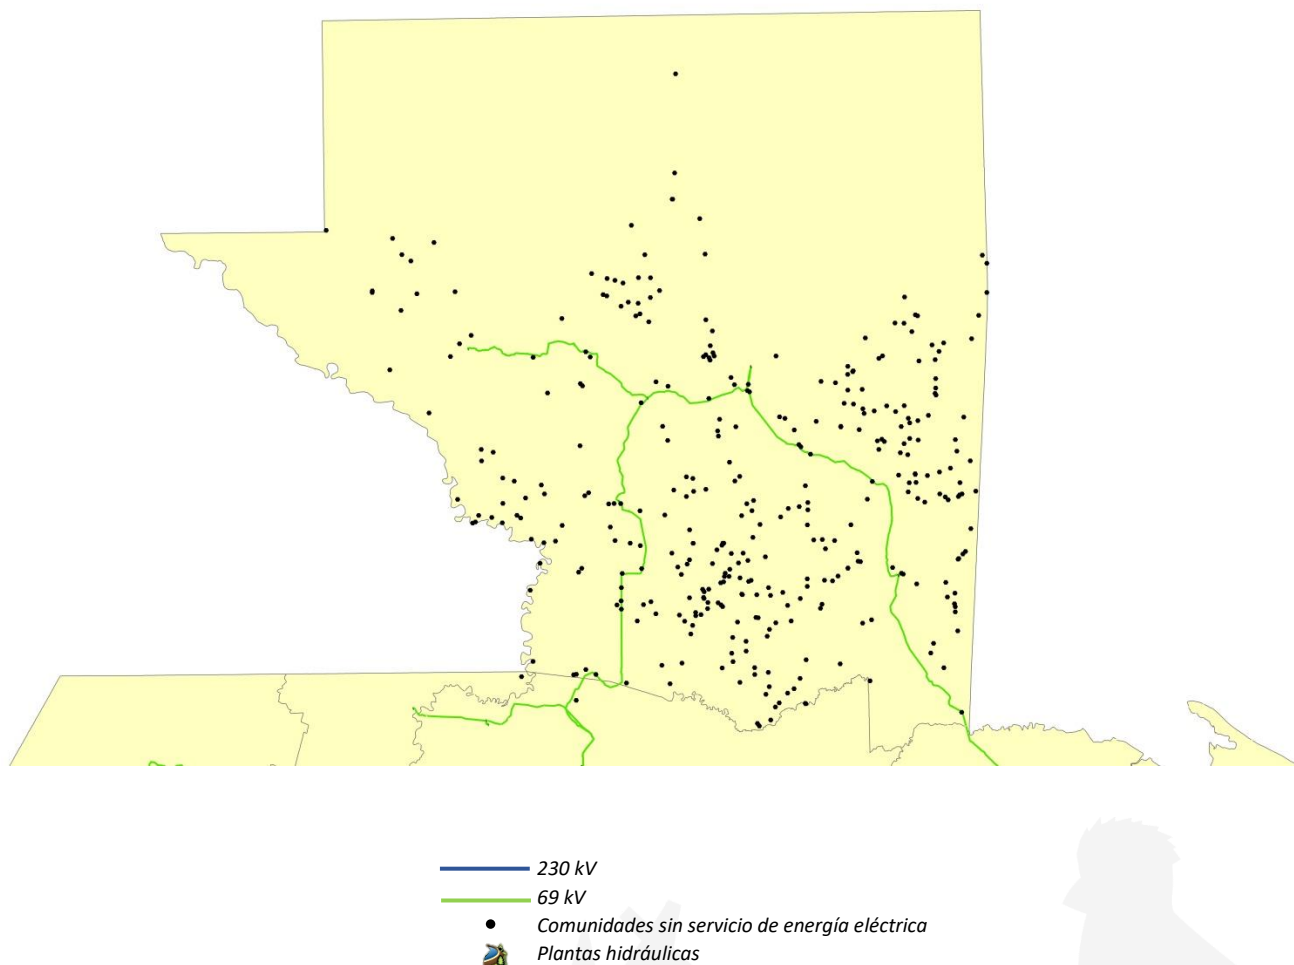 230 kV
69 kV
Comunidades sin servicio de energía eléctrica
Plantas hidráulicas